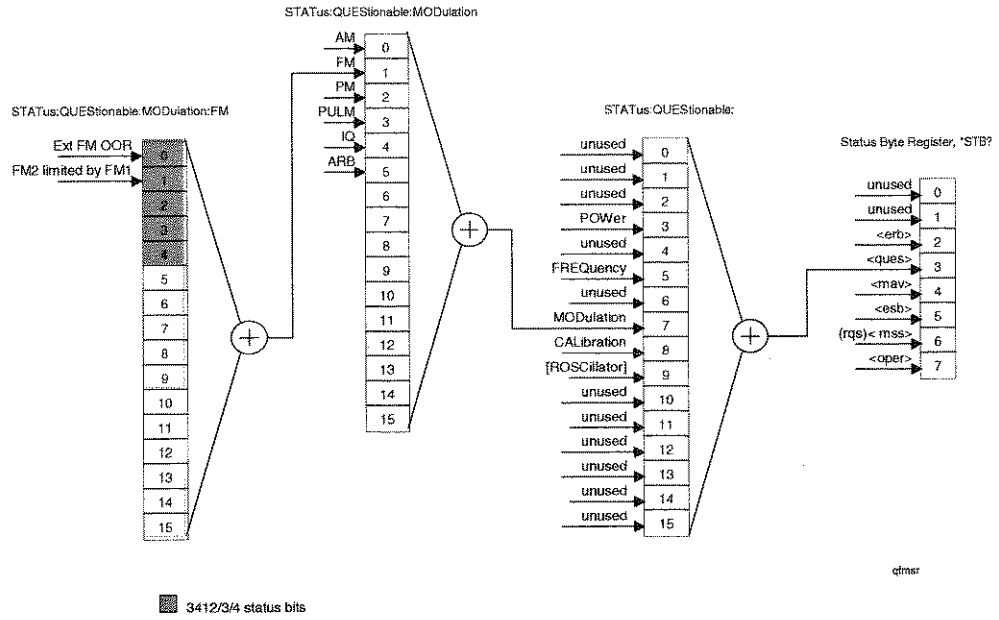 STATus:QUEStionable:MODulation
AM
FM
PM
PULM
IQ
ARB
0
1
2
3
4
5
6
7
8
9
10
11
12
13
14
15
STATus:QUEStionable:MODulation:FM
Ext FM OOR
FM2 limited by FM1
0
1
2
3
4
5
6
7
8
9
10
11
12
13
14
15
STATus:QUEStionable:
unused 0
unused 1
unused 2
POWer 3
unused 4
FREQuency 5
unused 6
MODulation 7
CALibration 8
[ROSCillator] 9
unused 10
unused 11
unused 12
unused 13
unused 14
unused 15
Status Byte Register, *STB?
unused 0
unused 1
<erb> 2
<ques> 3
<mav> 4
<esb> 5
(rqs)< mss> 6
<oper> 7
qfmsr
3412/3/4 status bits